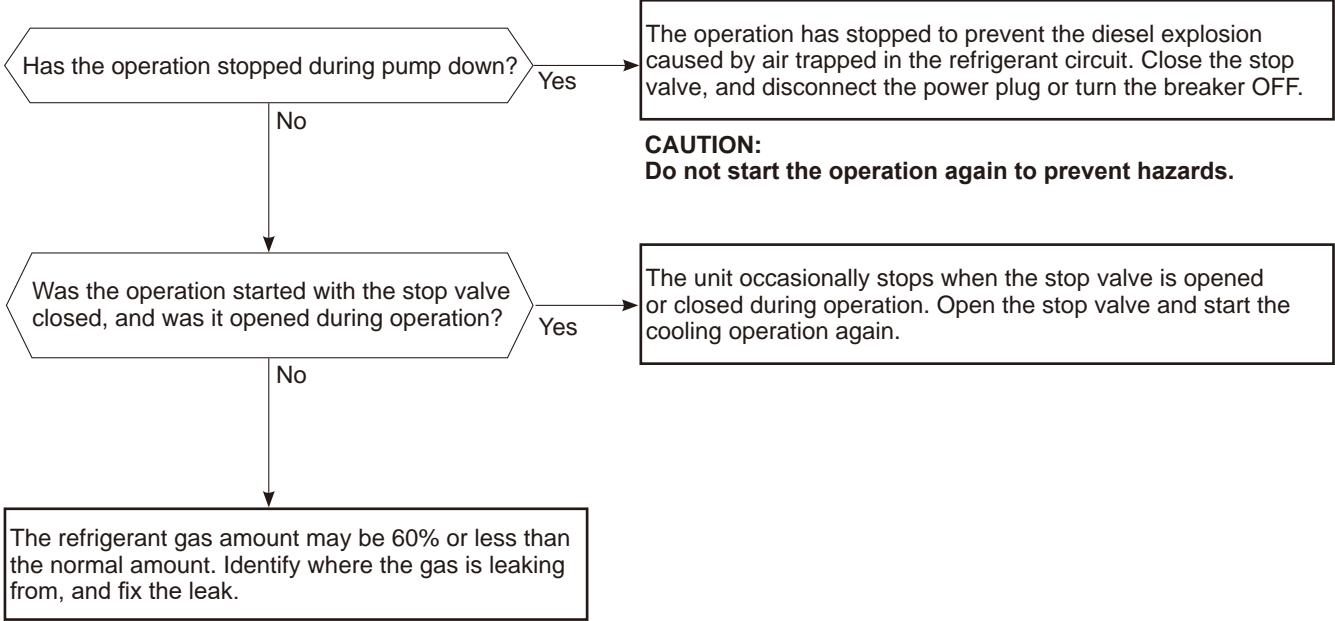 Has the operation stopped during pump down?
Yes
The operation has stopped to prevent the diesel explosion
caused by air trapped in the refrigerant circuit. Close the stop
valve, and disconnect the power plug or turn the breaker OFF.
No
CAUTION:
Do not start the operation again to prevent hazards.
Was the operation started with the stop valve
closed, and was it opened during operation?
Yes
The unit occasionally stops when the stop valve is opened
or closed during operation. Open the stop valve and start the
cooling operation again.
No
The refrigerant gas amount may be 60% or less than
the normal amount. Identify where the gas is leaking
from, and fix the leak.